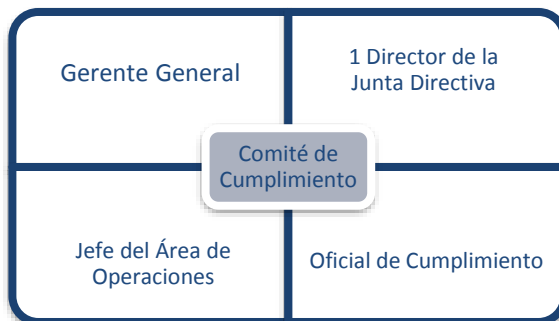 Gerente General
1 Director de la
Junta Directiva
Comité de
Cumplimiento
Jefe del Área de
Operaciones
Oficial de Cumplimiento